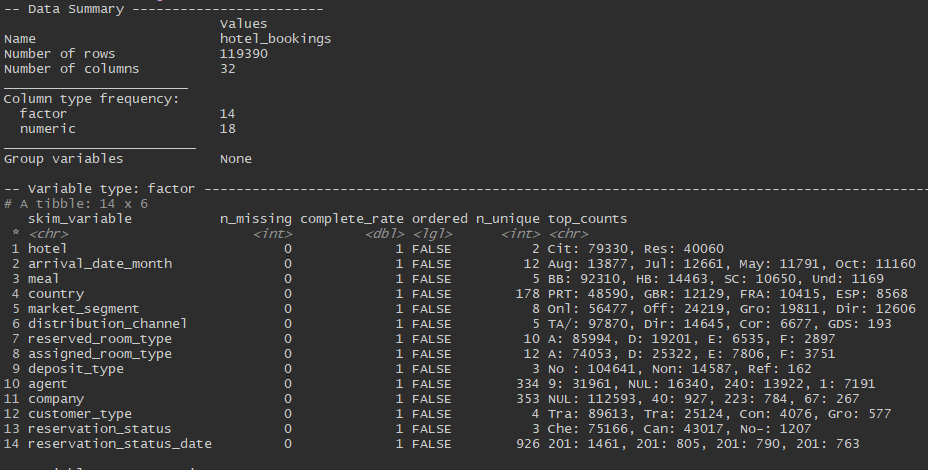 -- Data Summary ------------------------
Values
Name hotel_bookings
Number of rows 119390
Number of columns 32
_______________________
Column type frequency:
factor 14
numeric 18
________________________
Group variables None
-- Variable type: factor ------------------------------------------------------------------------------------------
# A tibble: 14 x 6
skim_variable n_missing complete_rate ordered n_unique top_counts
* <chr> <int> <dbl> <lgl> <int> <chr>
1 hotel 0 1 FALSE 2 Cit: 79330, Res: 40060
2 arrival_date_month 0 1 FALSE 12 Aug: 13877, Jul: 12661, May: 11791, Oct: 11160
3 meal 0 1 FALSE 5 BB: 92310, HB: 14463, SC: 10650, Und: 1169
4 country 0 1 FALSE 178 PRT: 48590, GBR: 12129, FRA: 10415, ESP: 8568
5 market_segment 0 1 FALSE 8 Onl: 56477, Off: 24219, Gro: 19811, Dir: 12606
6 distribution_channel 0 1 FALSE 5 TA/: 97870, Dir: 14645, Cor: 6677, GDS: 193
7 reserved_room_type 0 1 FALSE 10 A: 85994, D: 19201, E: 6535, F: 2897
8 assigned_room_type 0 1 FALSE 12 A: 74053, D: 25322, E: 7806, F: 3751
9 deposit_type 0 1 FALSE 3 No : 104641, Non: 14587, Ref: 162
10 agent 0 1 FALSE 334 9: 31961, NUL: 16340, 240: 13922, 1: 7191
11 company 0 1 FALSE 353 NUL: 112593, 40: 927, 223: 784, 67: 267
12 customer_type 0 1 FALSE 4 Tra: 89613, Tra: 25124, Con: 4076, Gro: 577
13 reservation_status 0 1 FALSE 3 Che: 75166, Can: 43017, No-: 1207
14 reservation_status_date 0 1 FALSE 926 201: 1461, 201: 805, 201: 790, 201: 763